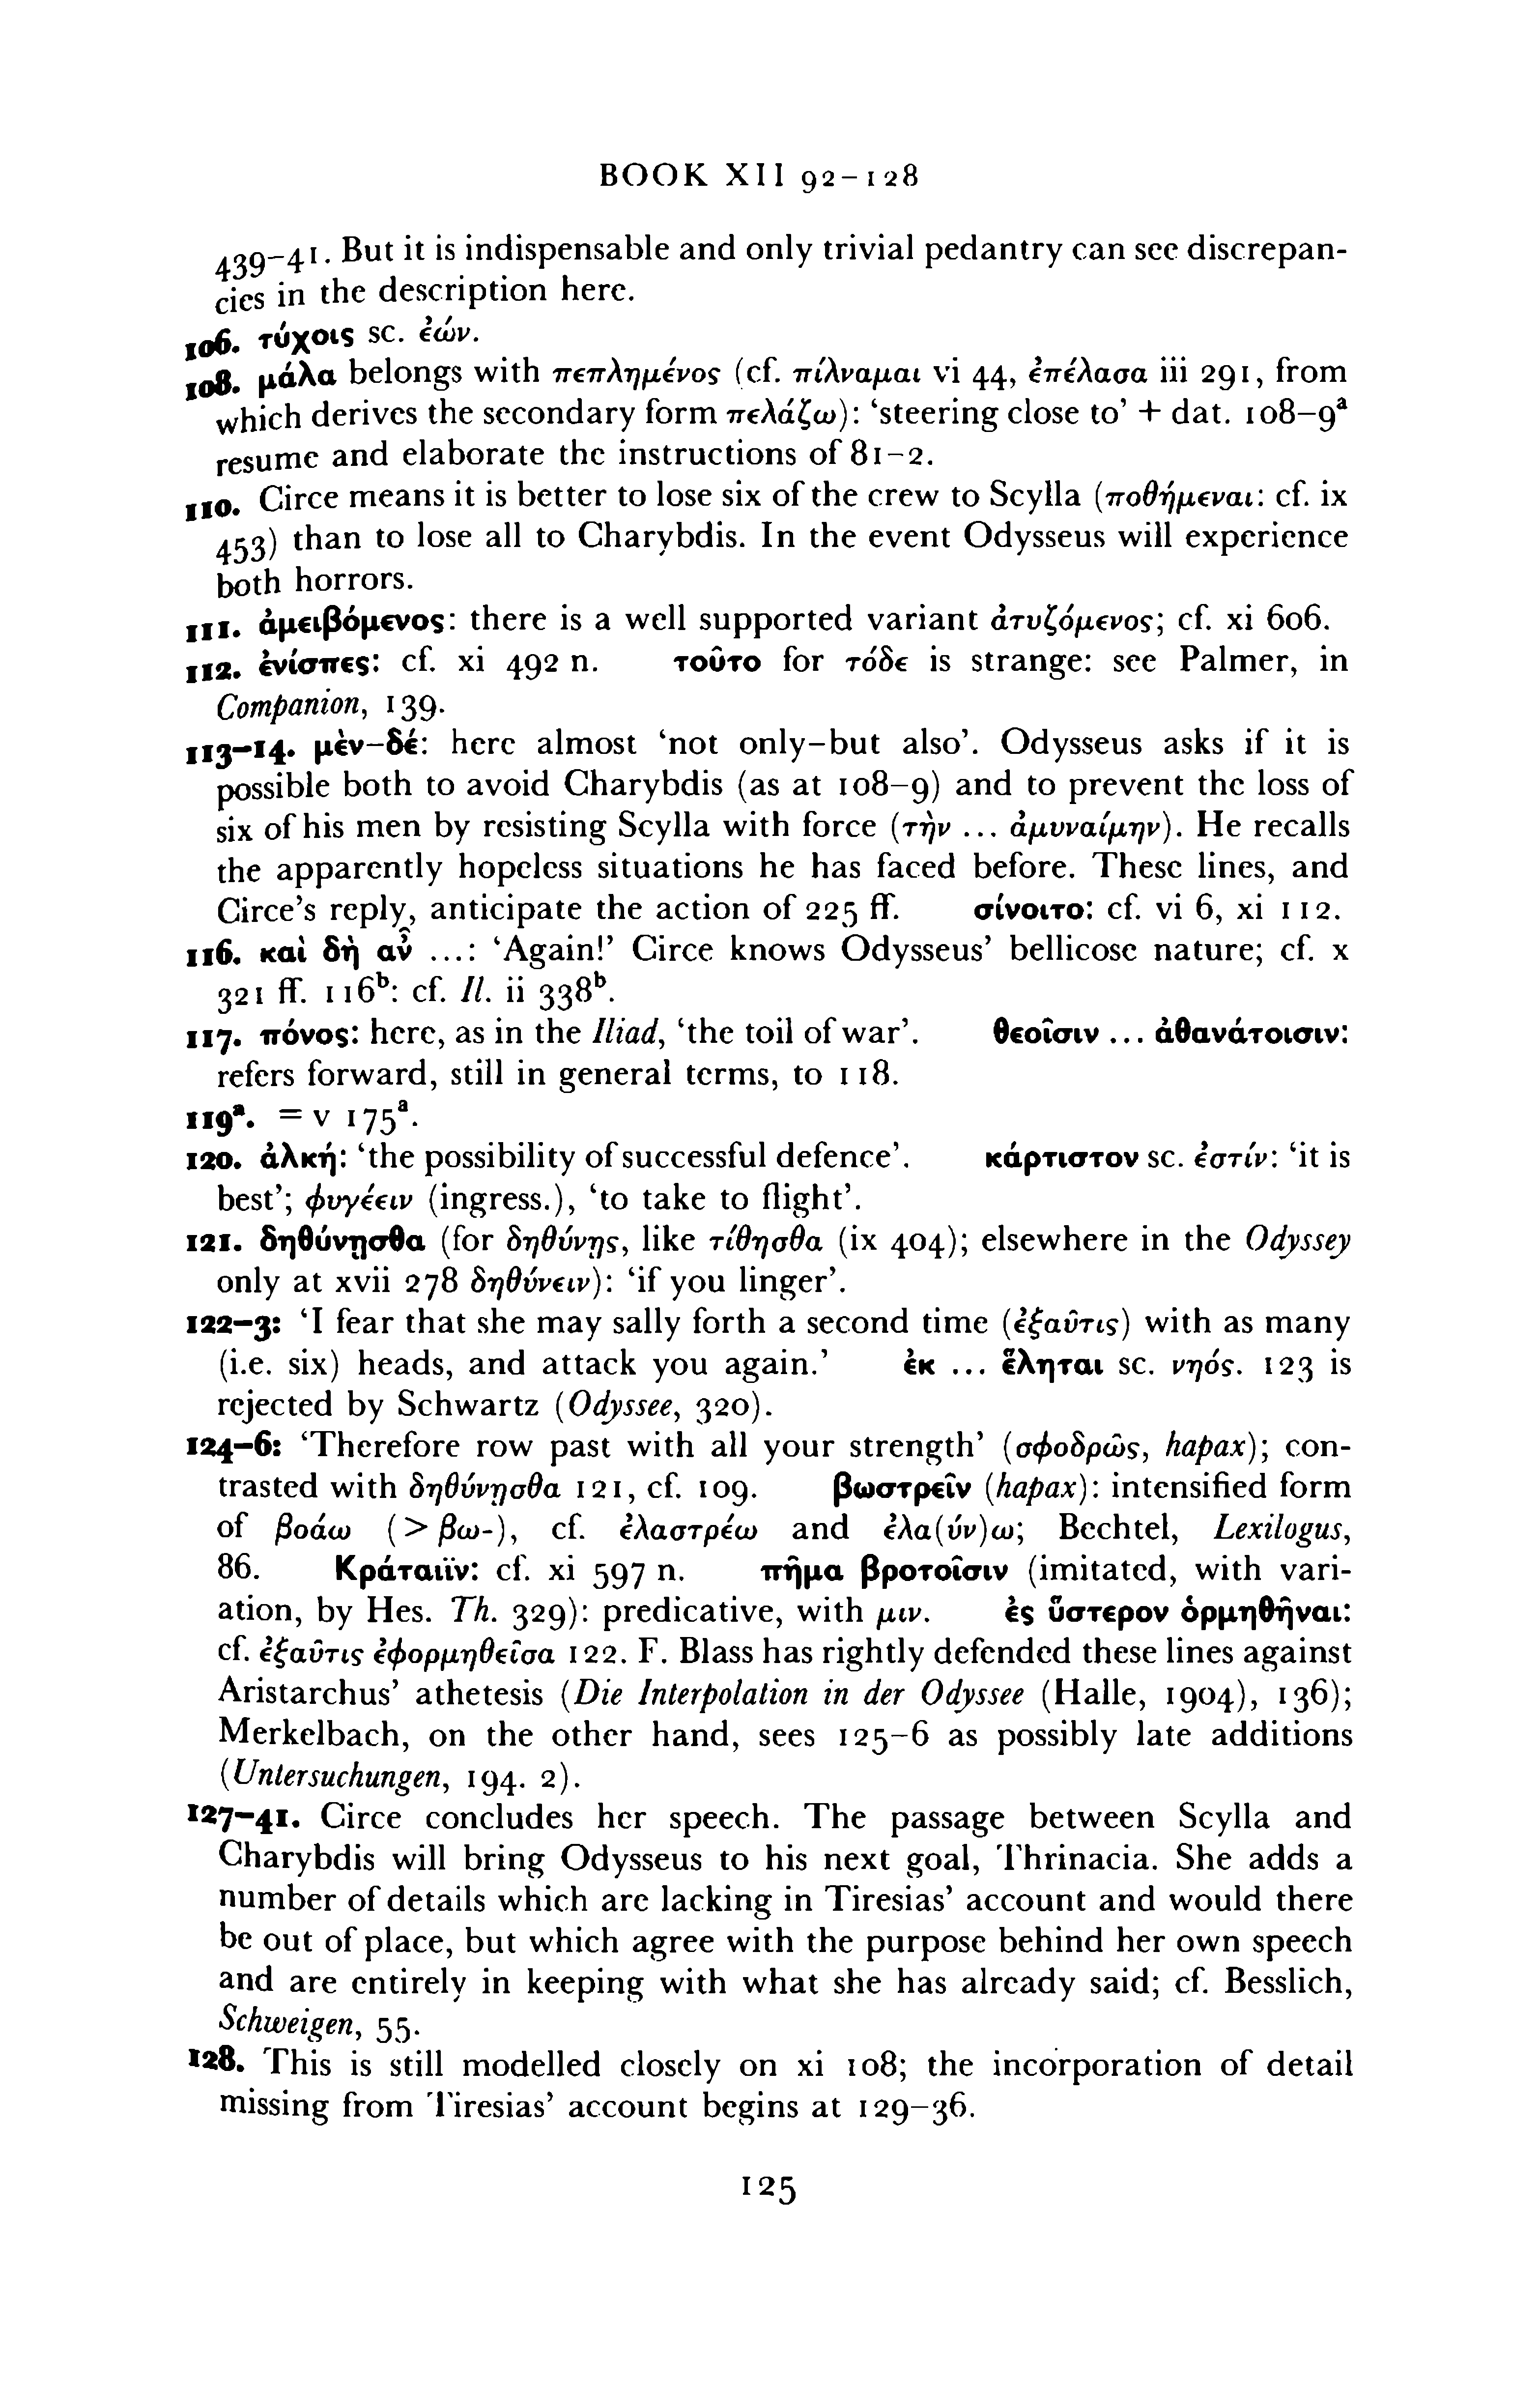 BOOK XII 92–128
439–41. But it is indispensable and only trivial pedantry can see discrepan-
cies in the description here.
106. τύχοις sc. ἐών.
108. μάλα belongs with πεπλημένος (cf. πίλναμαι vi 44, ἐπέλασα iii 291, from
which derives the secondary form πελάζω): ‘steering close to’ + dat. 108–9ᵃ
resume and elaborate the instructions of 81–2.
110. Circe means it is better to lose six of the crew to Scylla (ποθήμεναι: cf. ix
453) than to lose all to Charybdis. In the event Odysseus will experience
both horrors.
111. ἀμειβόμενος: there is a well supported variant ἀτυζόμενος; cf. xi 606.
112. ἐνίσπες: cf. xi 492 n. τοῦτο for τόδε is strange: see Palmer, in
Companion, 139.
113–14. μὲν–δέ: here almost ‘not only–but also’. Odysseus asks if it is
possible both to avoid Charybdis (as at 108–9) and to prevent the loss of
six of his men by resisting Scylla with force (τὴν ... ἀμυναίμην). He recalls
the apparently hopeless situations he has faced before. These lines, and
Circe’s reply, anticipate the action of 225 ff. σίνοιτο: cf. vi 6, xi 112.
116. καὶ δὴ αὖ ...: ‘Again!’ Circe knows Odysseus’ bellicose nature; cf. x
321 ff. 116ᵇ: cf. Il. ii 338ᵇ.
117. πόνος: here, as in the Iliad, ‘the toil of war’. θεοῖσιν ... ἀθανάτοισιν:
refers forward, still in general terms, to 118.
119ᵃ. = v 175ᵃ.
120. ἀλκή: ‘the possibility of successful defence’. κάρτιστον sc. ἐστίν: ‘it is
best’; φυγέειν (ingress.), ‘to take to flight’.
121. δηθύνῃσθα (for δηθύνῃς, like τίθησθα (ix 404); elsewhere in the Odyssey
only at xvii 278 δηθύνειν): ‘if you linger’.
122–3: ‘I fear that she may sally forth a second time (ἐξαῦτις) with as many
(i.e. six) heads, and attack you again.’ ἐκ ... ἕληται sc. νηός. 123 is
rejected by Schwartz (Odyssee, 320).
124–6: ‘Therefore row past with all your strength’ (σφοδρῶς, hapax); con-
trasted with δηθύνῃσθα 121, cf. 109. βωστρεῖν (hapax): intensified form
of βοάω (> βω-), cf. ἐλαστρέω and ἐλα(ύν)ω; Bechtel, Lexilogus,
86. Κράταιϊν: cf. xi 597 n. πῆμα βροτοῖσιν (imitated, with vari-
ation, by Hes. Th. 329): predicative, with μιν. ἐς ὕστερον ὁρμηθῆναι:
cf. ἐξαῦτις ἐφορμηθεῖσα 122. F. Blass has rightly defended these lines against
Aristarchus’ athetesis (Die Interpolation in der Odyssee (Halle, 1904), 136);
Merkelbach, on the other hand, sees 125–6 as possibly late additions
(Untersuchungen, 194. 2).
127–41. Circe concludes her speech. The passage between Scylla and
Charybdis will bring Odysseus to his next goal, Thrinacia. She adds a
number of details which are lacking in Tiresias’ account and would there
be out of place, but which agree with the purpose behind her own speech
and are entirely in keeping with what she has already said; cf. Besslich,
Schweigen, 55.
128. This is still modelled closely on xi 108; the incorporation of detail
missing from Tiresias’ account begins at 129–36.
125